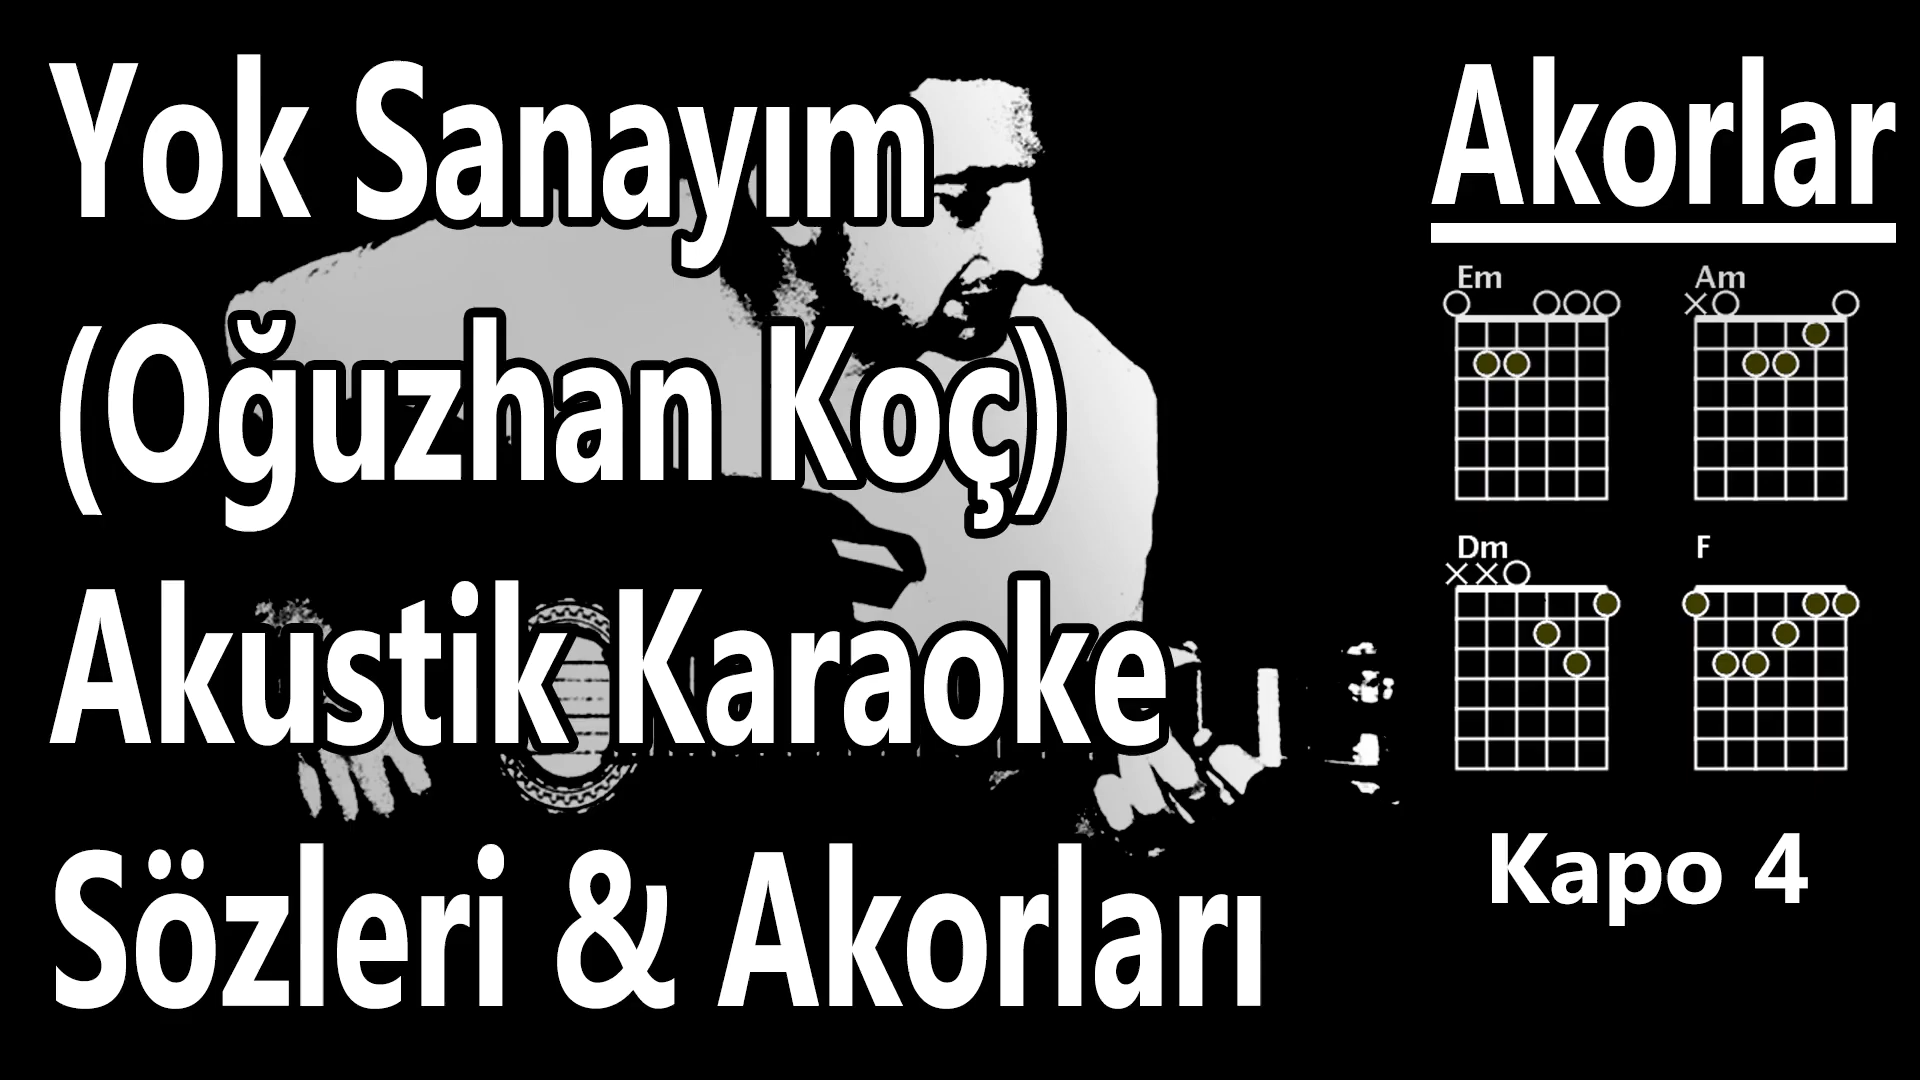 Yok Sanayım
(Oğuzhan Koç)
Akustik Karaoke
Sözleri & Akorları
Akorlar
Em
Am
Dm
F
Kapo 4